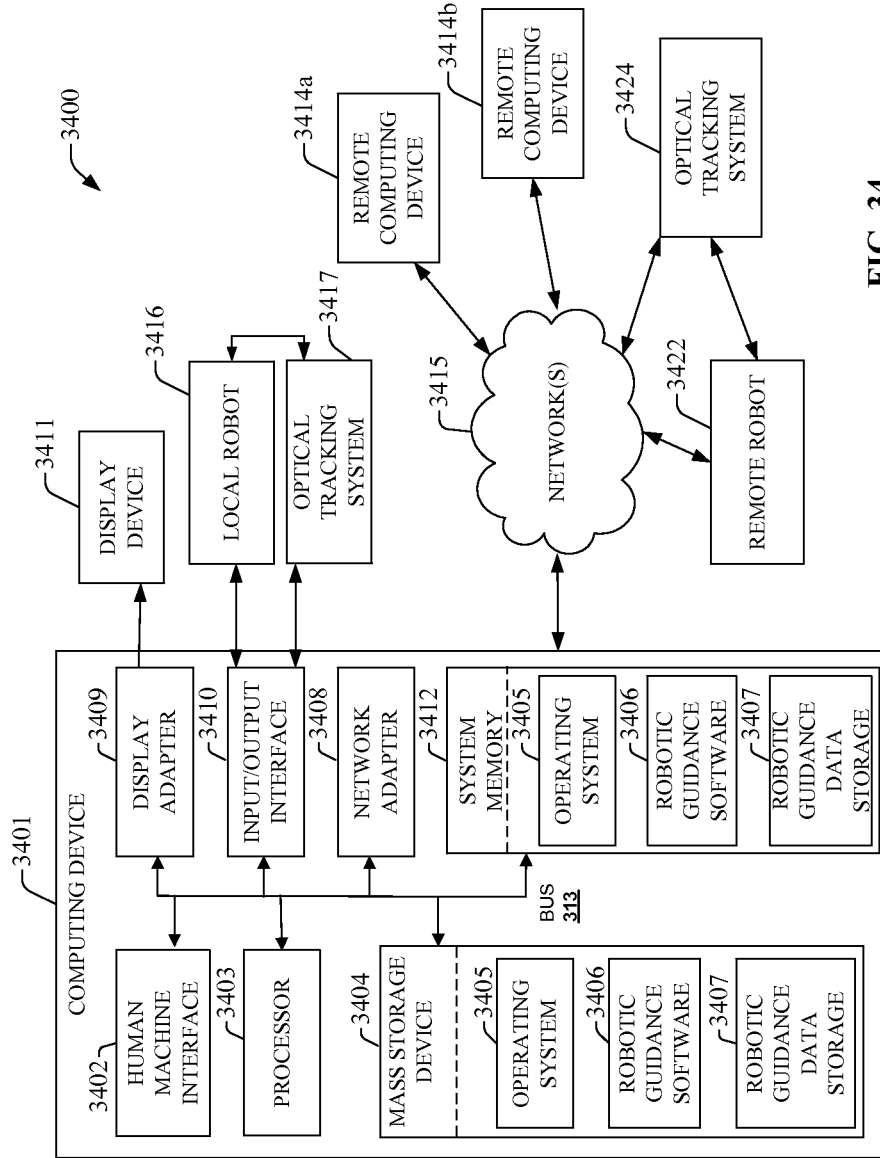 3400
3401
COMPUTING DEVICE
3402
HUMAN
MACHINE
INTERFACE
3403
PROCESSOR
3404
MASS STORAGE
DEVICE
3405
OPERATING
SYSTEM
3406
ROBOTIC
GUIDANCE
SOFTWARE
3407
ROBOTIC
GUIDANCE
DATA
STORAGE
BUS
313
3409
DISPLAY
ADAPTER
3410
INPUT/OUTPUT
INTERFACE
3408
NETWORK
ADAPTER
3412
SYSTEM
MEMORY
3405
OPERATING
SYSTEM
3406
ROBOTIC
GUIDANCE
SOFTWARE
3407
ROBOTIC
GUIDANCE
DATA
STORAGE
3411
DISPLAY
DEVICE
3416
LOCAL ROBOT
3417
OPTICAL
TRACKING
SYSTEM
3415
NETWORK(S)
3414a
REMOTE
COMPUTING
DEVICE
3414b
REMOTE
COMPUTING
DEVICE
3422
REMOTE ROBOT
3424
OPTICAL
TRACKING
SYSTEM
FIG. 34